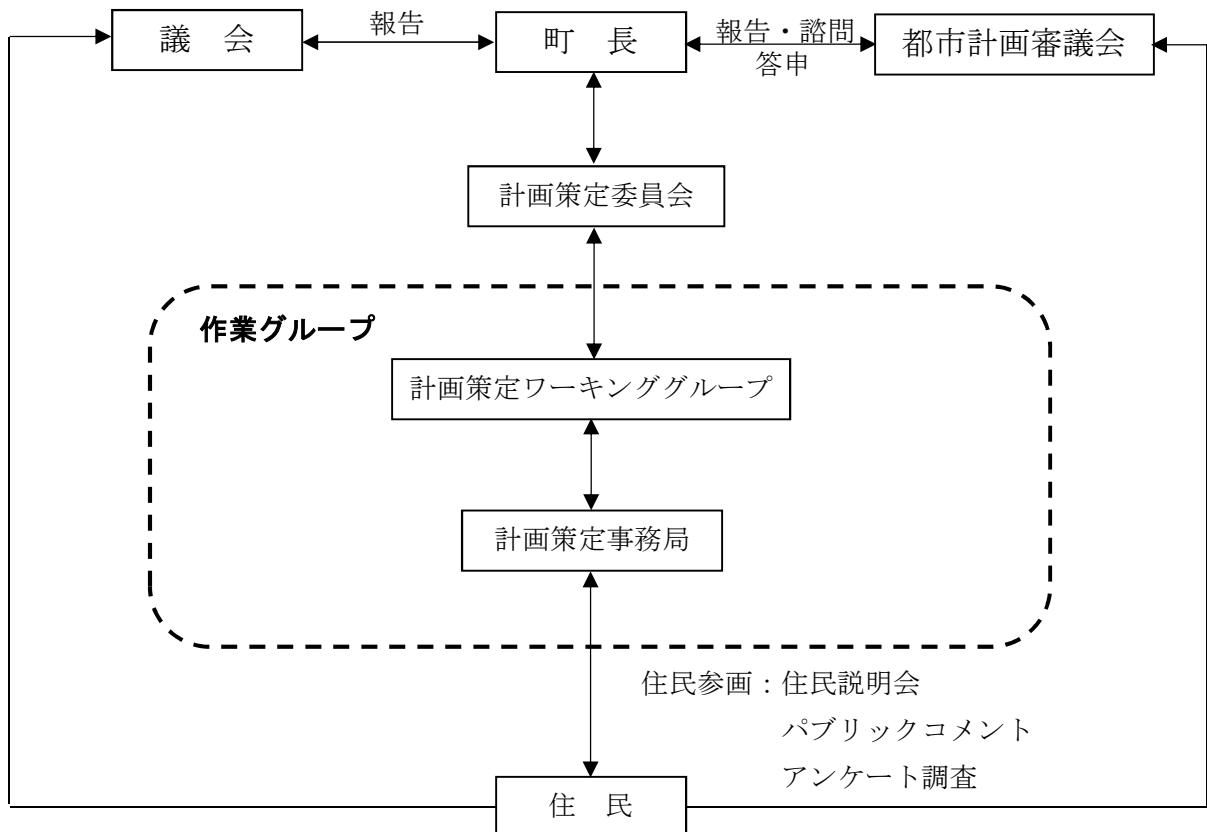 議　会
報告
町　長
報告・諮問
答申
都市計画審議会
計画策定委員会
作業グループ
計画策定ワーキンググループ
計画策定事務局
住民参画：住民説明会
パブリックコメント
アンケート調査
住　民